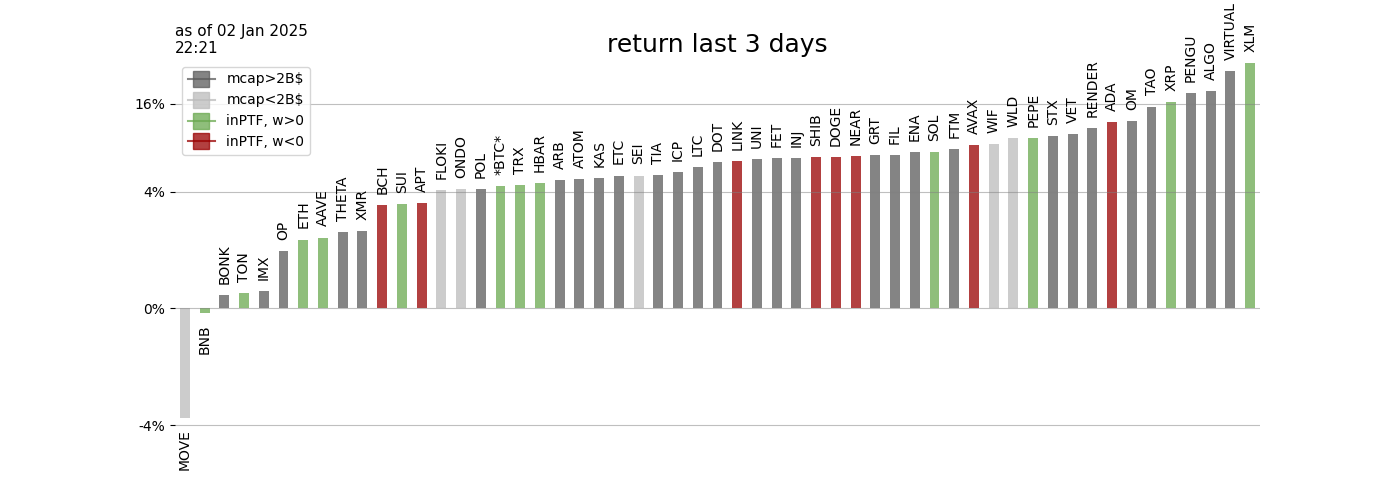 as of 02 Jan 2025
22:21
return last 3 days
mcap>2B$
mcap<2B$
inPTF, w>0
inPTF, w<0
16%
4%
0%
-4%
MOVE
BNB
BONK
TON
IMX
OP
ETH
AAVE
THETA
XMR
BCH
SUI
APT
FLOKI
ONDO
POL
*BTC*
TRX
HBAR
ARB
ATOM
KAS
ETC
SEI
TIA
ICP
LTC
DOT
LINK
UNI
FET
INJ
SHIB
DOGE
NEAR
GRT
FIL
ENA
SOL
FTM
AVAX
WIF
WLD
PEPE
STX
VET
RENDER
ADA
OM
TAO
XRP
PENGU
ALGO
VIRTUAL
XLM